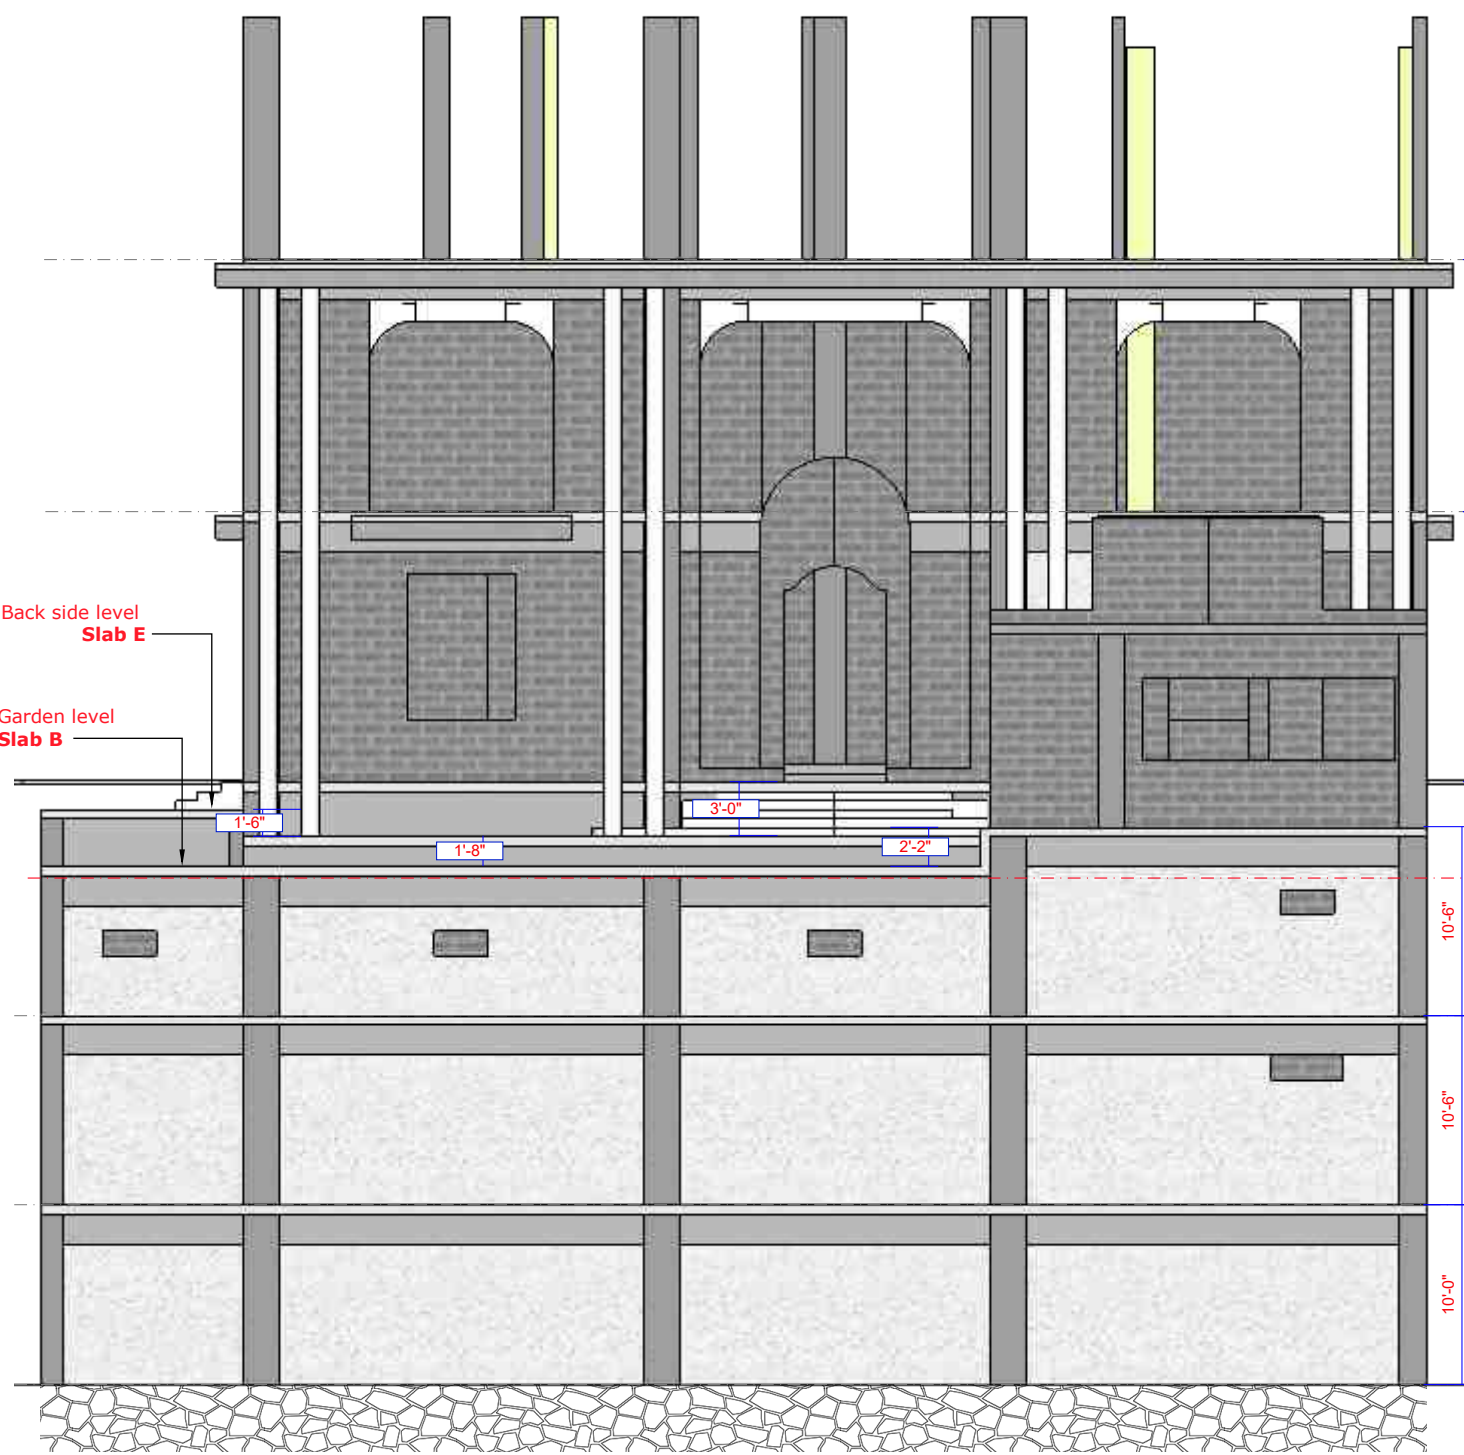 Back side level
Slab E
Garden level
Slab B
1'-6"
3'-0"
1'-8"
2'-2"
10'-6"
10'-6"
10'-0"